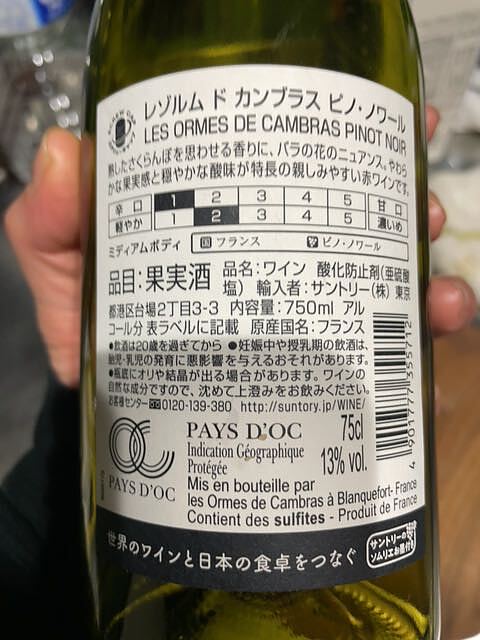 レゾルム ド カンブラス ピノ・ノワール
LES ORMES DE CAMBRAS PINOT NOIR
熟したさくらんぼを思わせる香りに、バラの花のニュアンス。やわら
かな果実感と穏やかな酸味が特長の親しみやすい赤ワインです。
辛口 1 2 3 4 5 甘口
軽やか 1 2 3 4 5 濃いめ
ミディアムボディ 国 フランス ピノ・ノワール
品目:果実酒 品名:ワイン 酸化防止剤(亜硫酸
塩) 輸入者:サントリー(株) 東京
都港区台場2丁目3-3 内容量:750ml アル
コール分 表ラベルに記載 原産国名:フランス
●飲酒は20歳を過ぎてから ●妊娠中や授乳期の飲酒は、
胎児・乳児の発育に悪影響を与えるおそれがあります。
●瓶底にオリや結晶が出る場合があります。ワインの
自然な成分ですので、沈めて上澄みをお飲みください。
お客様センター 0120-139-380 http://suntory.jp/WINE/
4 901777 355712
PAYS D'OC 75cl
Indication Géographique
Protégée 13% vol.
PAYS D'OC
Mis en bouteille par
les Ormes de Cambras à Blanquefort- France
Contient des sulfites - Produit de France
世界のワインと日本の食卓をつなぐ
サントリーの
ソムリエお墨付き